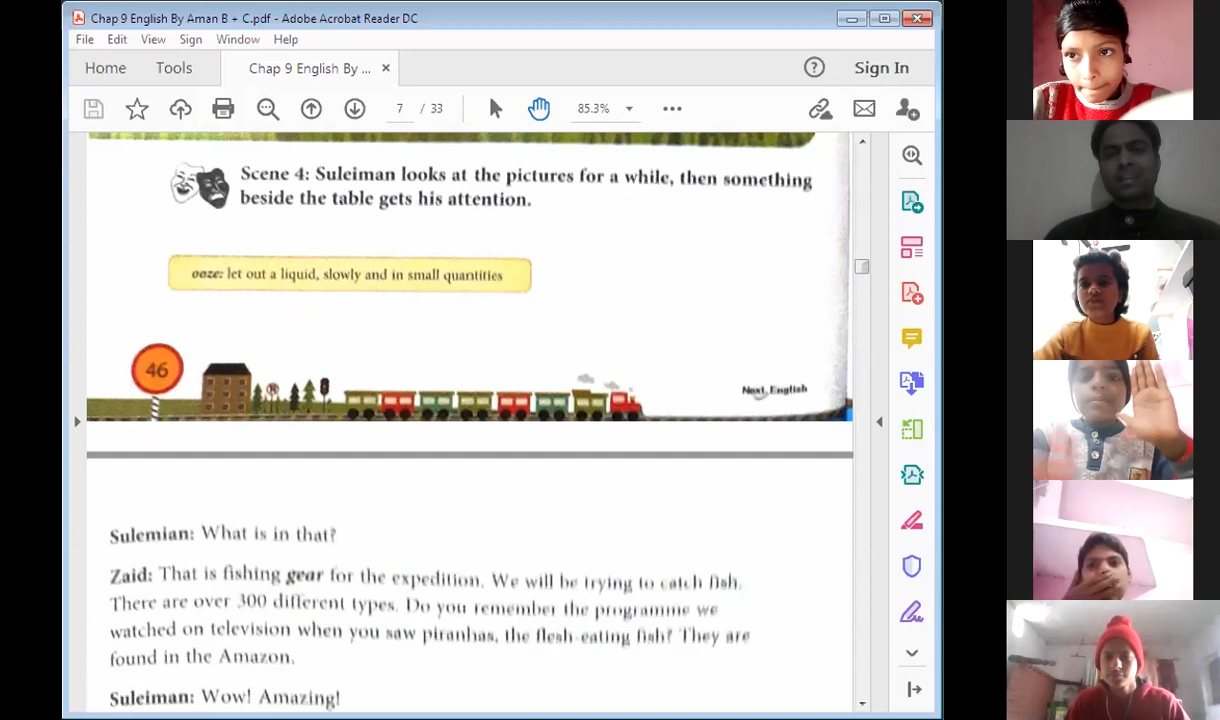 Chap 9 English By Aman B + C.pdf - Adobe Acrobat Reader DC
File Edit View Sign Window Help
Home Tools Chap 9 English By ... × Sign In
7 / 33 85.3%
Scene 4: Suleiman looks at the pictures for a while, then something
beside the table gets his attention.
ooze: let out a liquid, slowly and in small quantities
46
Next, English
Sulemian: What is in that?
Zaid: That is fishing gear for the expedition. We will be trying to catch fish.
There are over 300 different types. Do you remember the programme we
watched on television when you saw piranhas, the flesh-eating fish? They are
found in the Amazon.
Suleiman: Wow! Amazing!